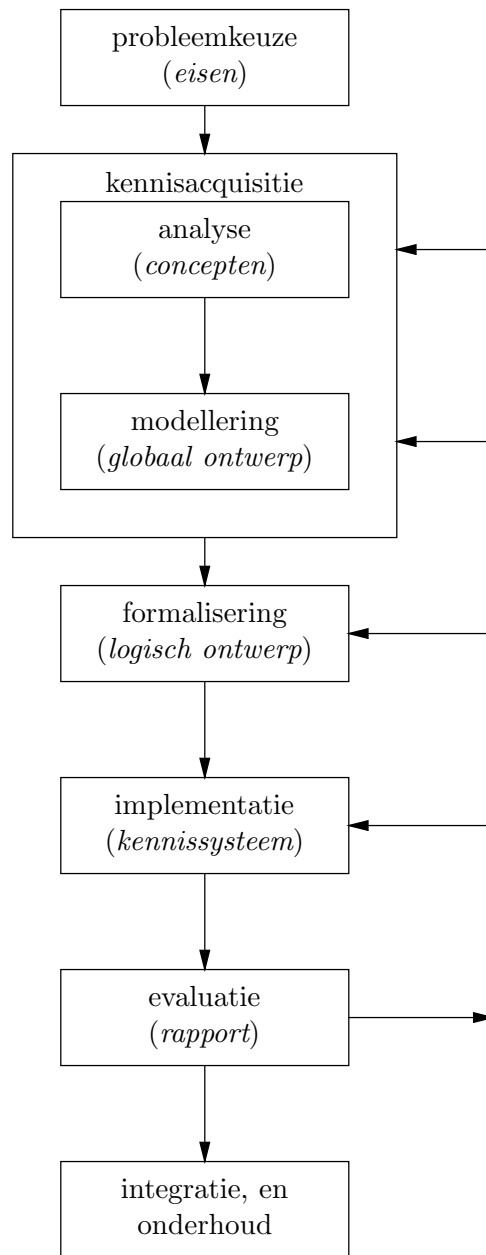 probleemkeuze
(eisen)
kennisacquisitie
analyse
(concepten)
modellering
(globaal ontwerp)
formalisering
(logisch ontwerp)
implementatie
(kennissysteem)
evaluatie
(rapport)
integratie, en
onderhoud